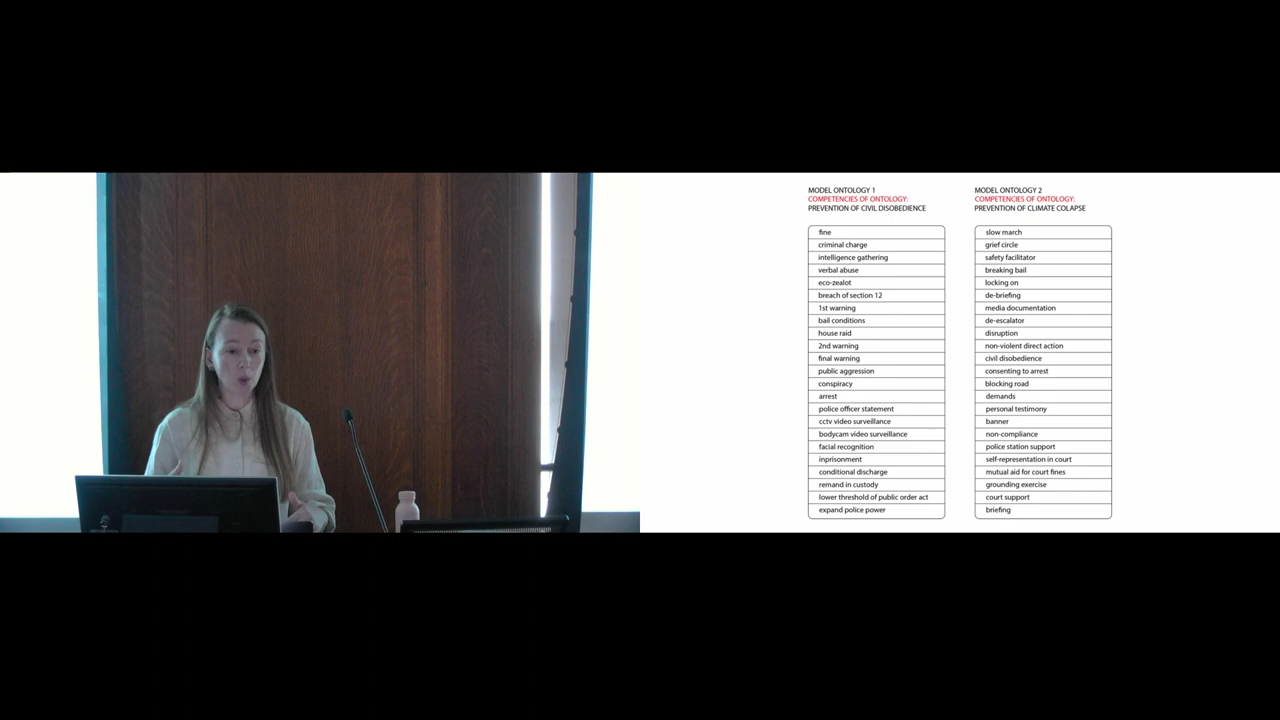 MODEL ONTOLOGY 1
COMPETENCIES OF ONTOLOGY:
PREVENTION OF CIVIL DISOBEDIENCE
fine
criminal charge
intelligence gathering
verbal abuse
eco-zealot
breach of section 12
1st warning
bail conditions
house raid
2nd warning
final warning
public aggression
conspiracy
arrest
police officer statement
cctv video surveillance
bodycam video surveillance
facial recognition
inprisonment
conditional discharge
remand in custody
lower threshold of public order act
expand police power
MODEL ONTOLOGY 2
COMPETENCIES OF ONTOLOGY:
PREVENTION OF CLIMATE COLAPSE
slow march
grief circle
safety facilitator
breaking bail
locking on
de-briefing
media documentation
de-escalator
disruption
non-violent direct action
civil disobedience
consenting to arrest
blocking road
demands
personal testimony
banner
non-compliance
police station support
self-representation in court
mutual aid for court fines
grounding exercise
court support
briefing